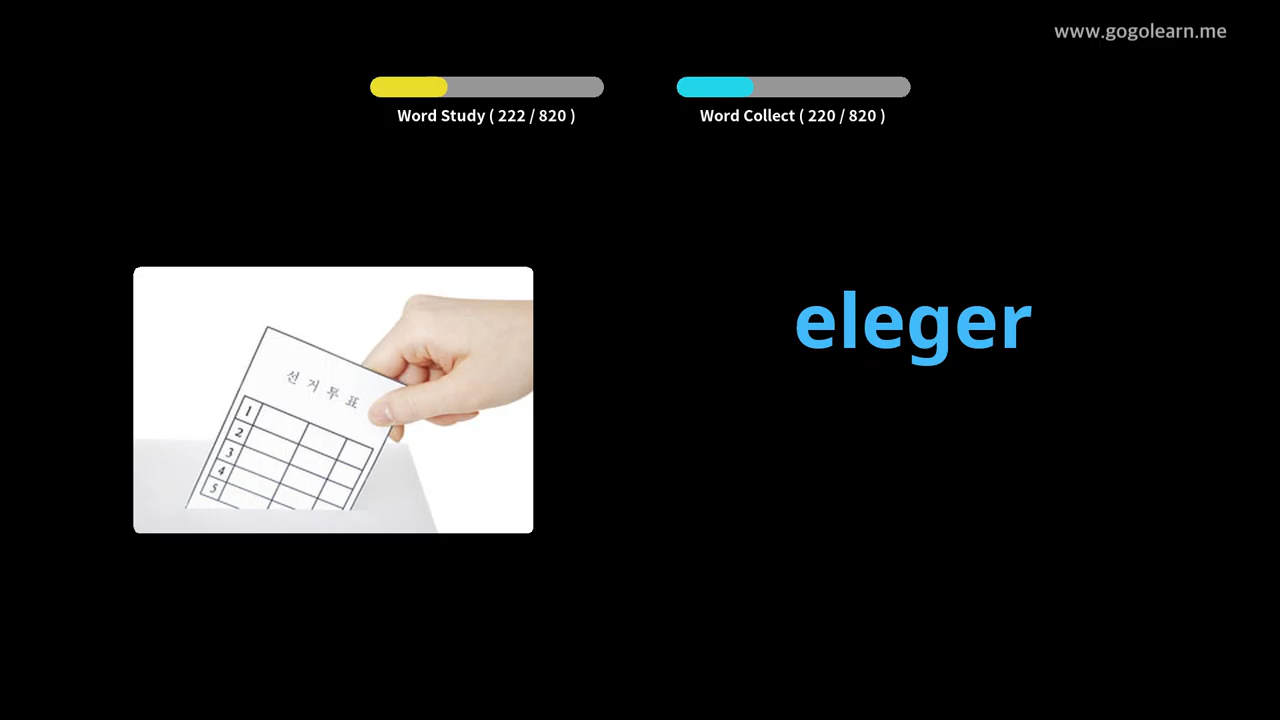 www.gogolearn.me
Word Study ( 222 / 820 )
Word Collect ( 220 / 820 )
eleger
선거투표
1
2
3
4
5